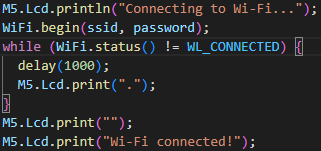 M5.Lcd.println("Connecting to Wi-Fi...");
WiFi.begin(ssid, password);
while (WiFi.status() != WL_CONNECTED) {
  delay(1000);
  M5.Lcd.print(".");
}
M5.Lcd.print("");
M5.Lcd.print("Wi-Fi connected!");